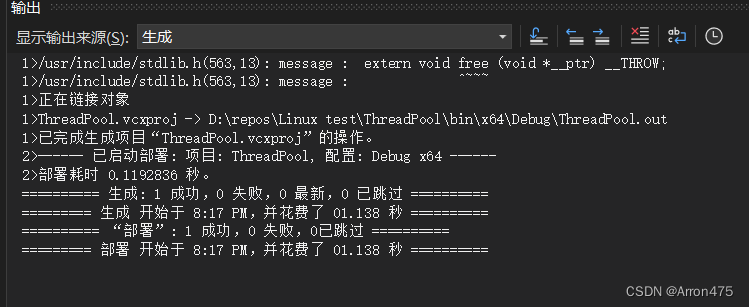 输出
显示输出来源(S): 生成
1>/usr/include/stdlib.h(563,13): message :  extern void free (void *__ptr) __THROW;
1>/usr/include/stdlib.h(563,13): message :              ^~~~
1>正在链接对象
1>ThreadPool.vcxproj -> D:\repos\Linux test\ThreadPool\bin\x64\Debug\ThreadPool.out
1>已完成生成项目“ThreadPool.vcxproj”的操作。
2>------ 已启动部署: 项目: ThreadPool, 配置: Debug x64 ------
2>部署耗时 0.1192836 秒。
========== 生成: 1 成功，0 失败，0 最新，0 已跳过 ==========
========= 生成 开始于 8:17 PM，并花费了 01.138 秒 ==========
========== “部署”: 1 成功，0 失败，0已跳过 ==========
========= 部署 开始于 8:17 PM，并花费了 01.138 秒 ==========
CSDN @Arron475